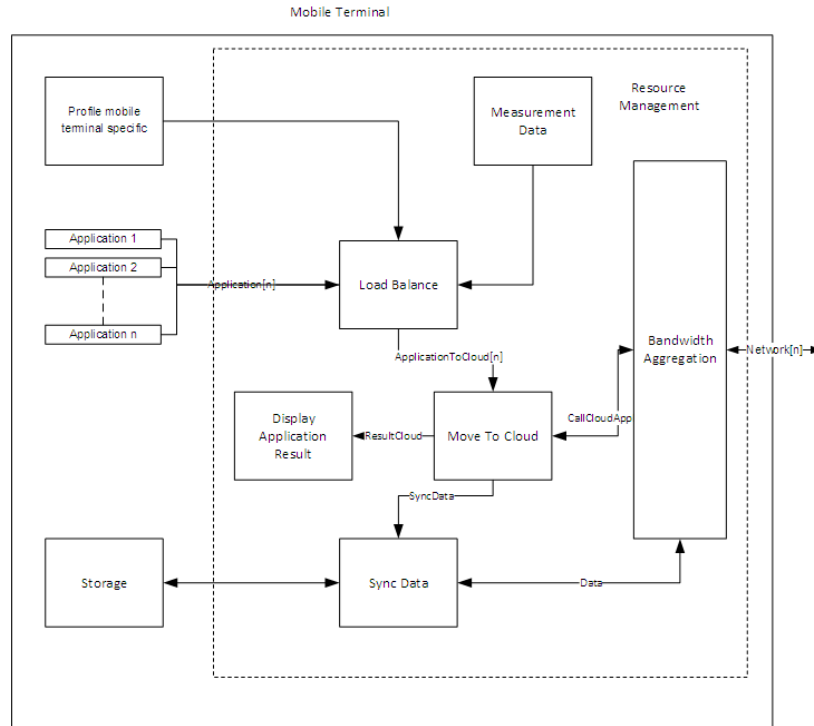 Mobile Terminal
Profile mobile
terminal specific
Measurement
Data
Resource
Management
Application 1
Application 2
Application n
Application[n]
Load Balance
Bandwidth
Aggregation
Network[n]
ApplicationToCloud[n]
Display
Application
Result
ResultCloud
Move To Cloud
CallCloudApp
SyncData
Storage
Sync Data
Data